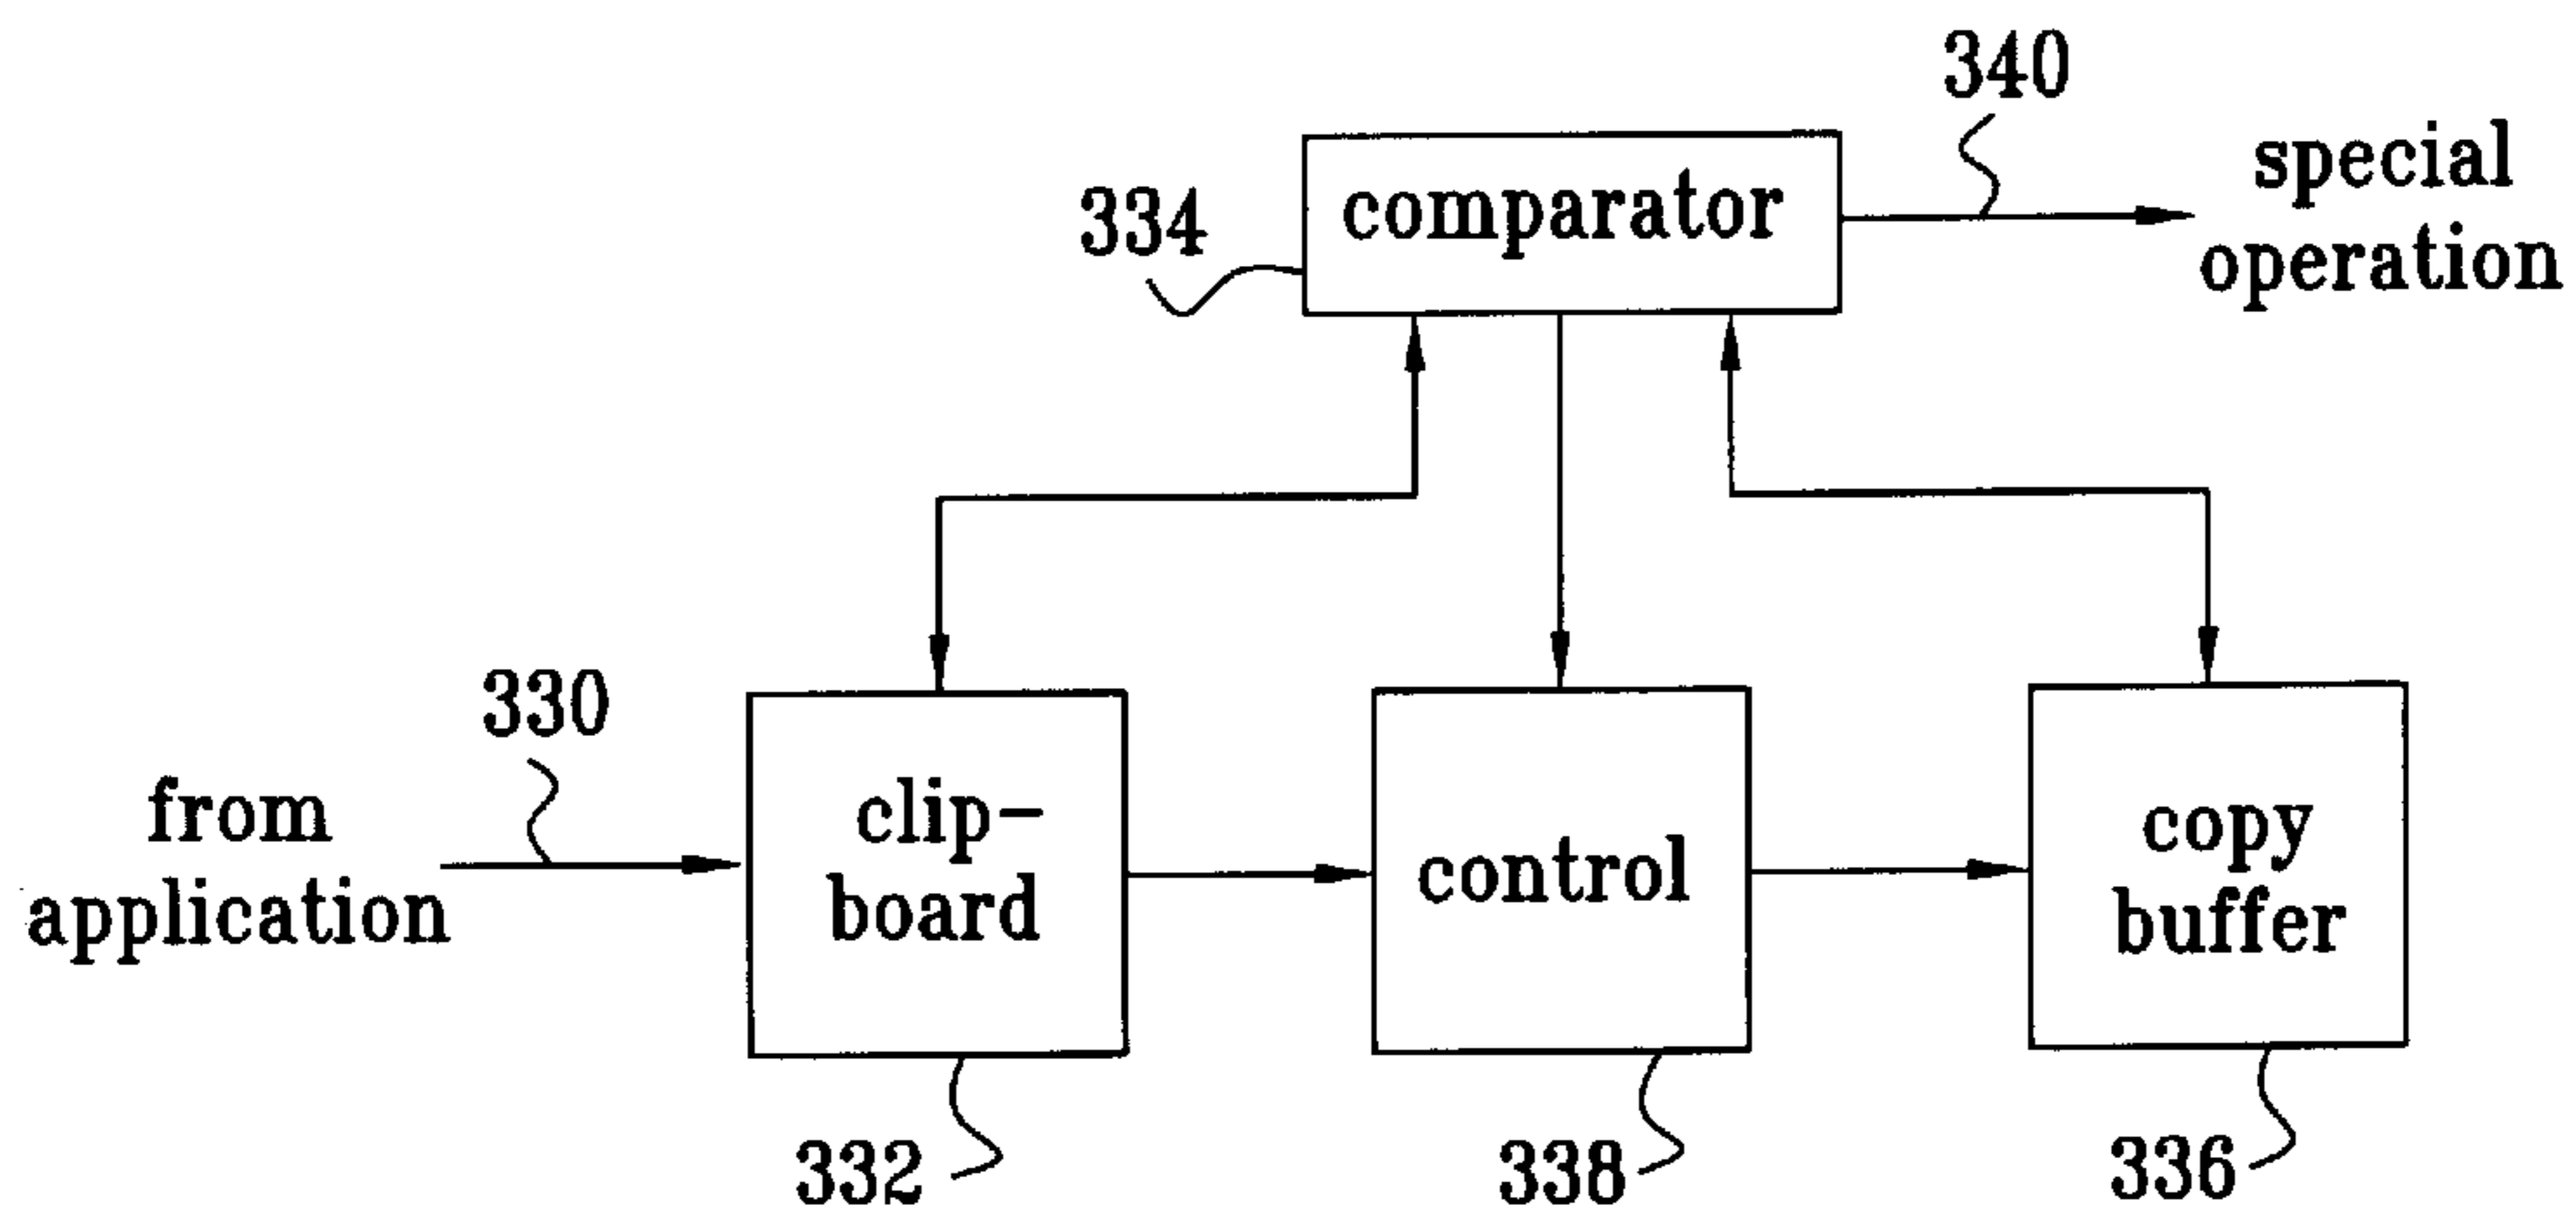 340
special
operation
comparator
334
330
from
application
clip-
board
control
copy
buffer
332
338
336